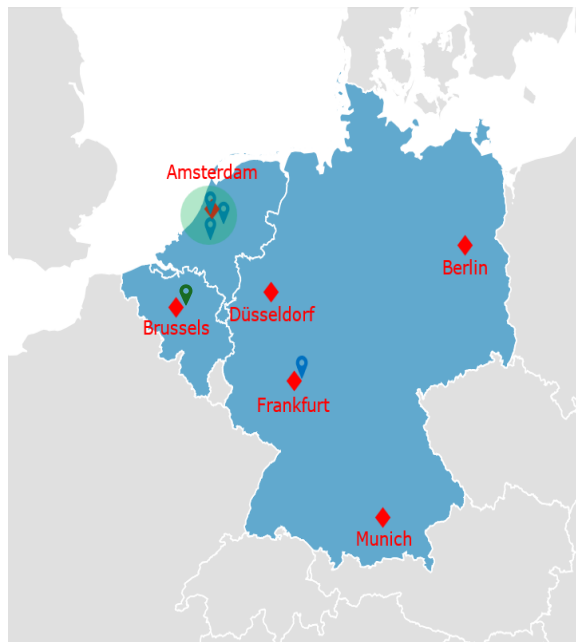 Amsterdam
Berlin
Düsseldorf
Brussels
Frankfurt
Munich